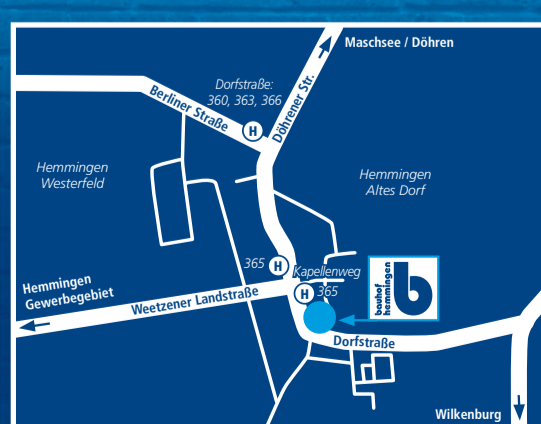 Maschsee / Döhren
Dorfstraße:
360, 363, 366
Berliner Straße
Döhrener Str.
H
Hemmingen
Westerfeld
Hemmingen
Altes Dorf
365
H
Kapellenweg
H
365
bauhof
hemmingen
b
Hemmingen
Gewerbegebiet
Weetzener Landstraße
Dorfstraße
Wilkenburg